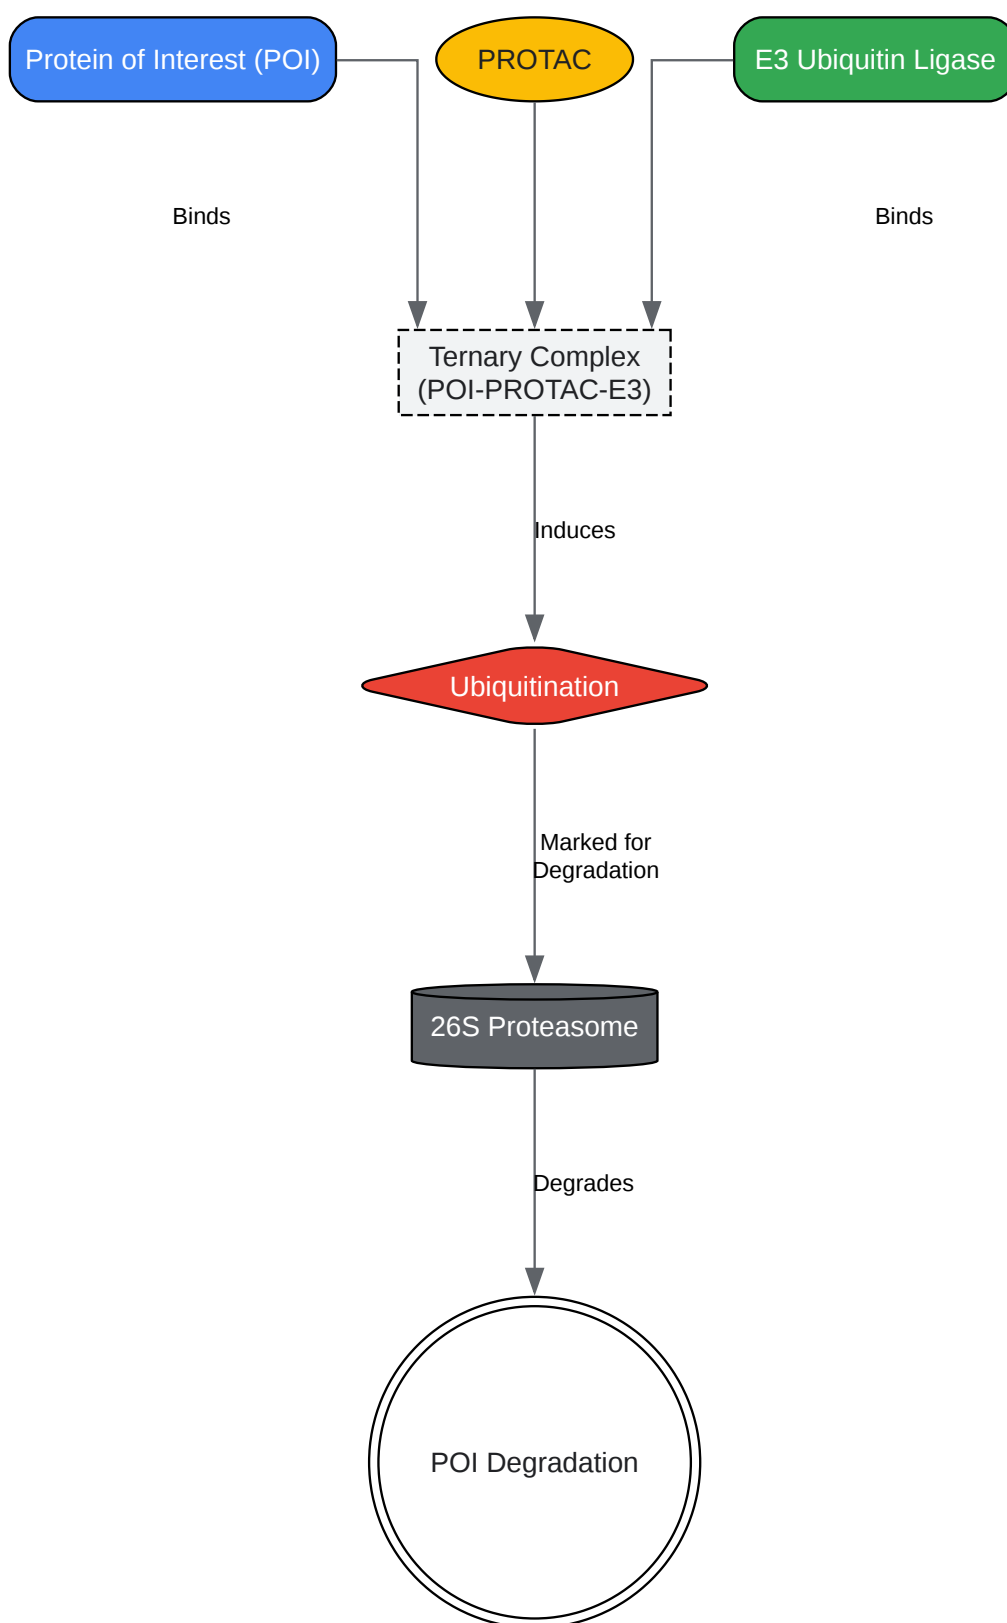 Protein of Interest (POI)
PROTAC
E3 Ubiquitin Ligase
Binds
Binds
Ternary Complex
(POI-PROTAC-E3)
Induces
Ubiquitination
Marked for
Degradation
26S Proteasome
Degrades
POI Degradation